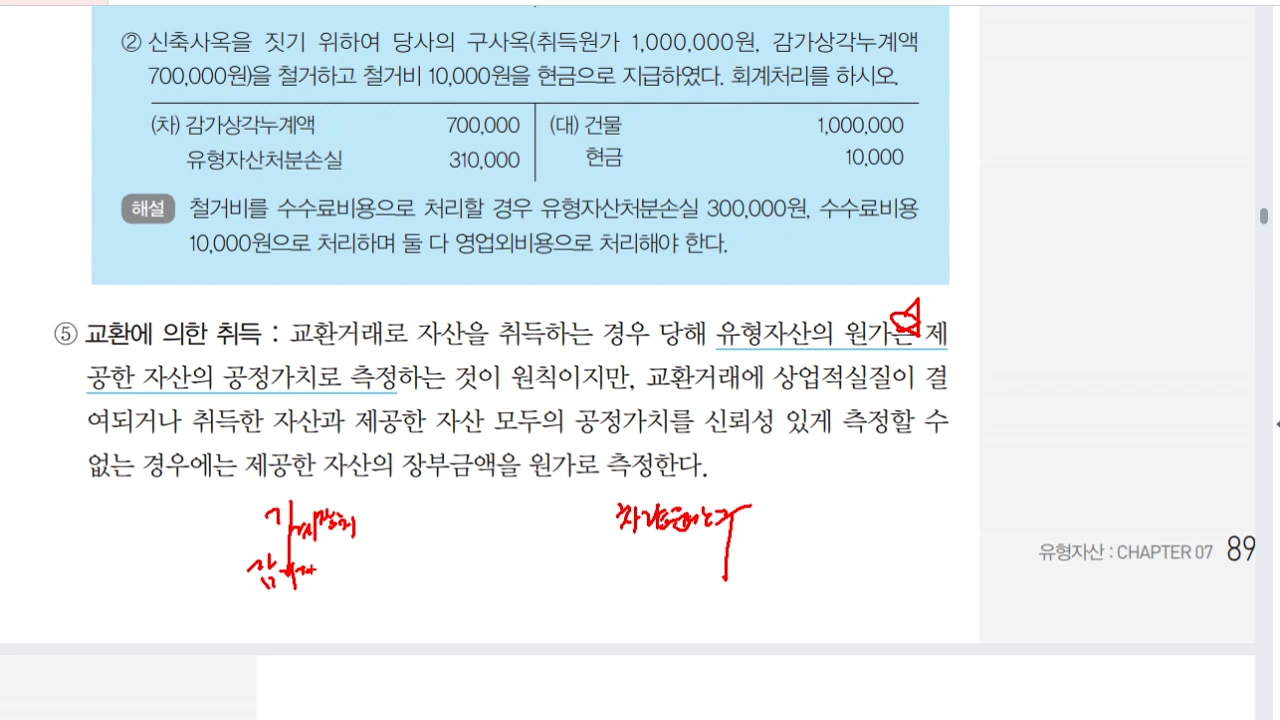 ② 신축사옥을 짓기 위하여 당사의 구사옥(취득원가 1,000,000원, 감가상각누계액
700,000원)을 철거하고 철거비 10,000원을 현금으로 지급하였다. 회계처리를 하시오.
(차) 감가상각누계액 700,000 (대) 건물 1,000,000
유형자산처분손실 310,000 현금 10,000
해설 철거비를 수수료비용으로 처리할 경우 유형자산처분손실 300,000원, 수수료비용
10,000원으로 처리하며 둘 다 영업외비용으로 처리해야 한다.
⑤ 교환에 의한 취득 : 교환거래로 자산을 취득하는 경우 당해 유형자산의 원가는 제
공한 자산의 공정가치로 측정하는 것이 원칙이지만, 교환거래에 상업적실질이 결
여되거나 취득한 자산과 제공한 자산 모두의 공정가치를 신뢰성 있게 측정할 수
없는 경우에는 제공한 자산의 장부금액을 원가로 측정한다.
유형자산 : CHAPTER 07 89